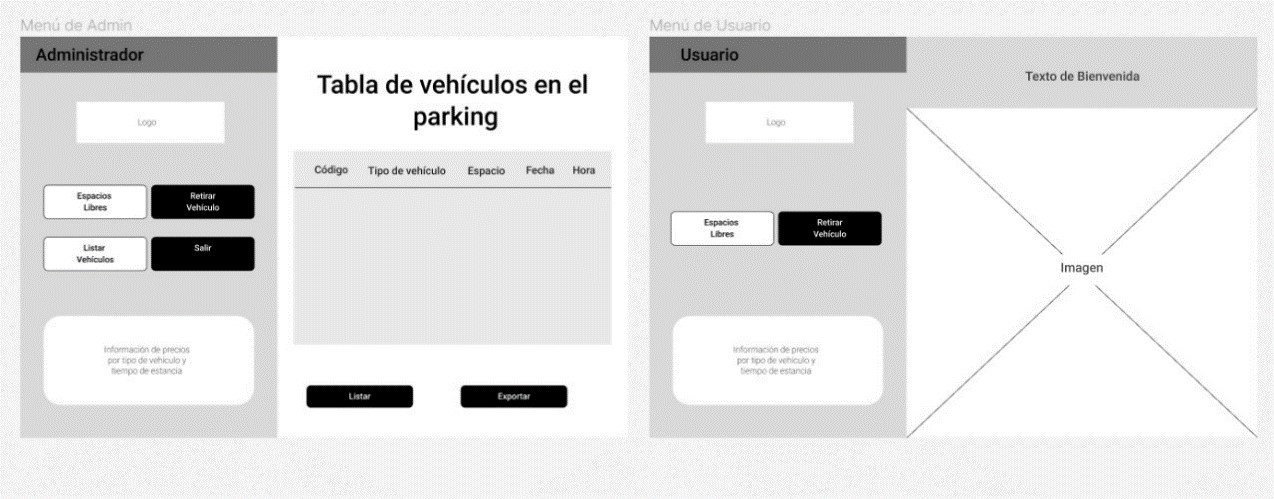 Menú de Admin
Administrador
Logo
Espacios
Libres
Retirar
Vehículo
Listar
Vehículos
Salir
Información de precios
por tipo de vehículo y
tiempo de estancia
Tabla de vehículos en el
parking
Código Tipo de vehículo Espacio Fecha Hora
Listar
Exportar
Menú de Usuario
Usuario
Logo
Espacios
Libres
Retirar
Vehículo
Información de precios
por tipo de vehículo y
tiempo de estancia
Texto de Bienvenida
Imagen